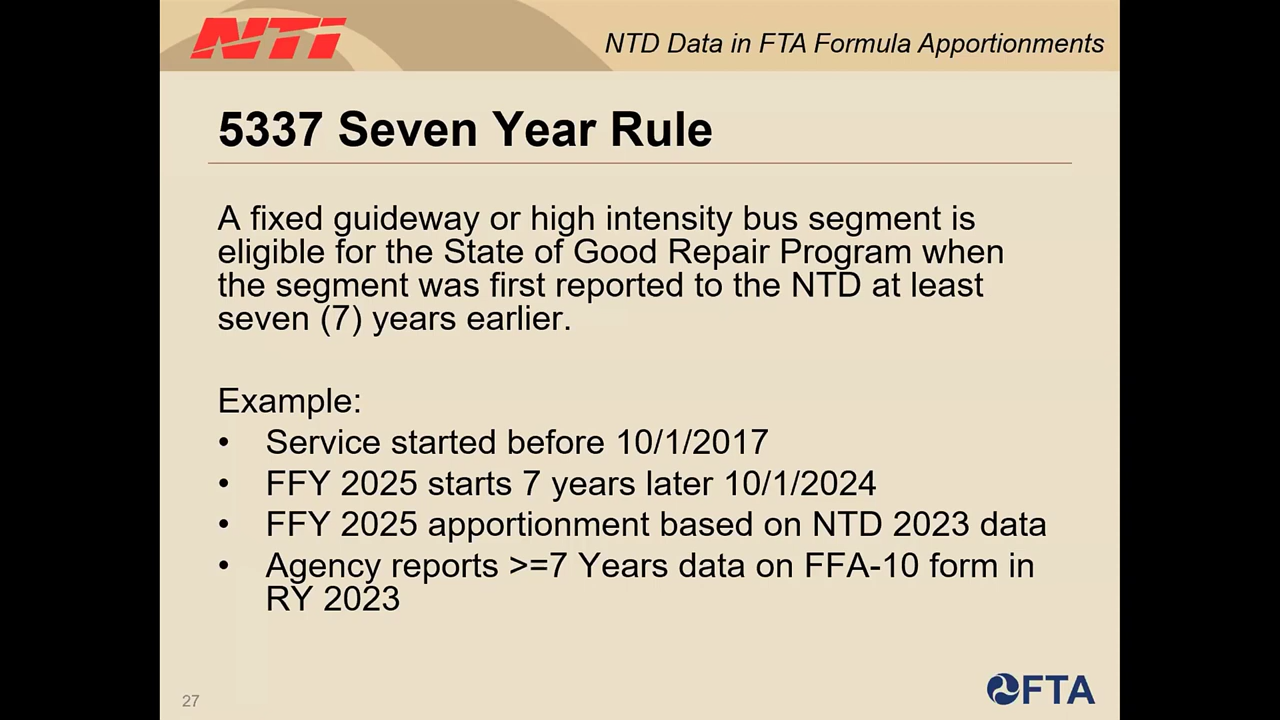 NTI
NTD Data in FTA Formula Apportionments
5337 Seven Year Rule
A fixed guideway or high intensity bus segment is
eligible for the State of Good Repair Program when
the segment was first reported to the NTD at least
seven (7) years earlier.
Example:
• Service started before 10/1/2017
• FFY 2025 starts 7 years later 10/1/2024
• FFY 2025 apportionment based on NTD 2023 data
• Agency reports >=7 Years data on FFA-10 form in
RY 2023
27
FTA